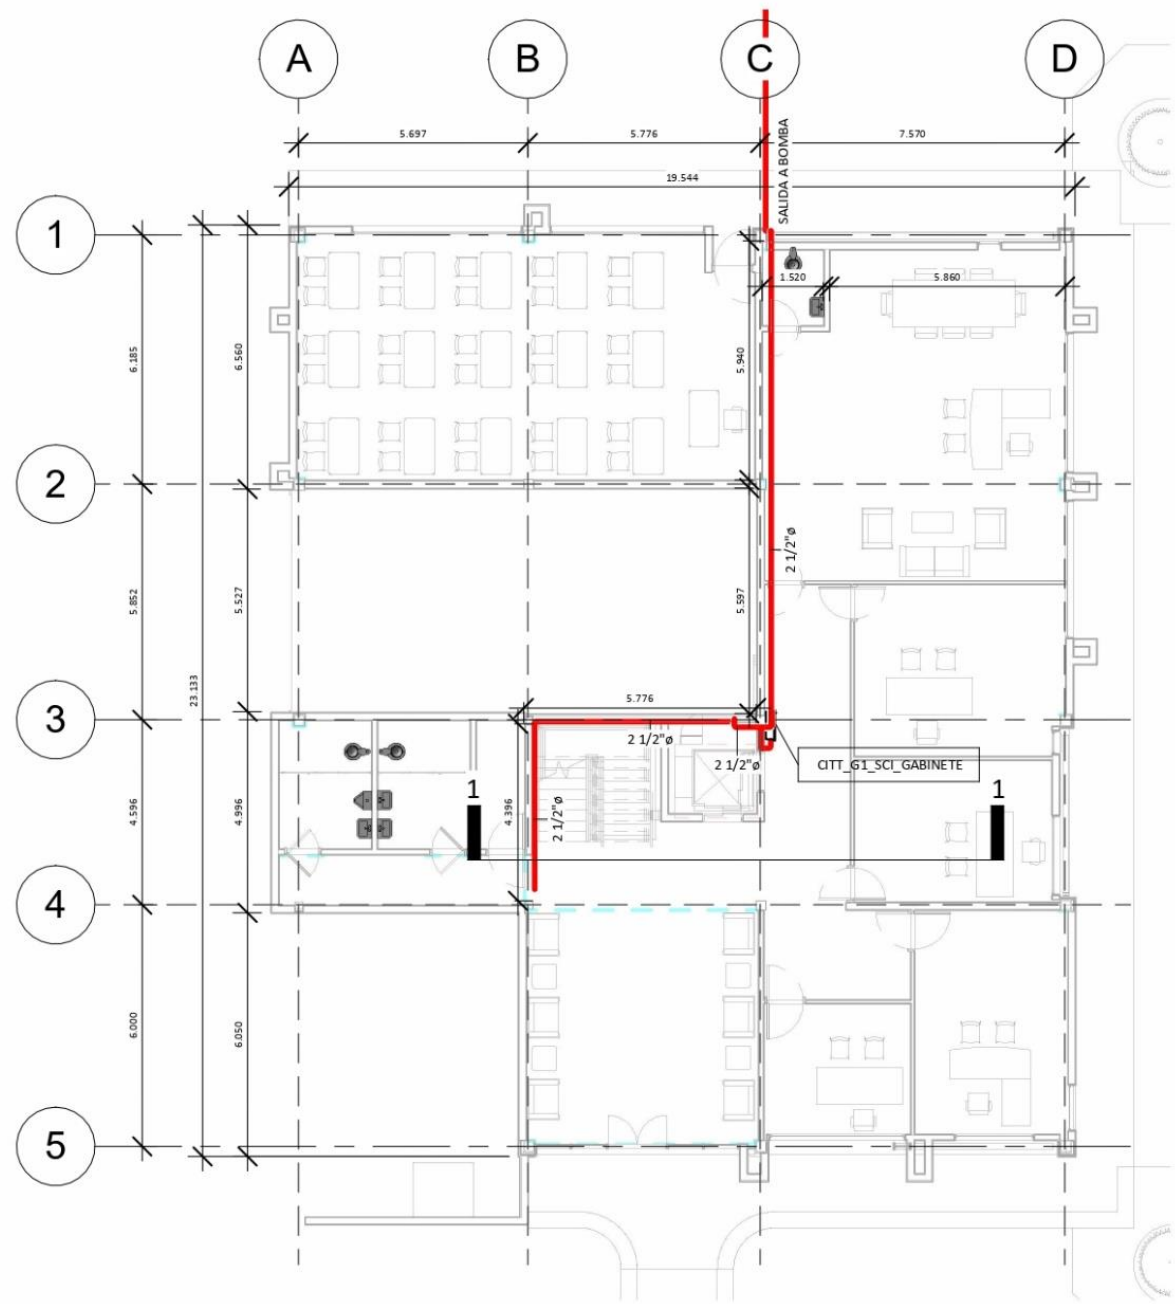 A
B
C
D
5.697
5.776
7.570
SALIDA A BOMBA
19.544
1
1.520
5.860
6.185
6.560
5.940
2
2 1/2"ø
5.852
5.527
5.597
23.133
5.776
3
2 1/2"ø
2 1/2"ø
CITT_G1_SCI_GABINETE
1
1
4.596
4.996
4.396
2 1/2"ø
4
6.000
6.050
5